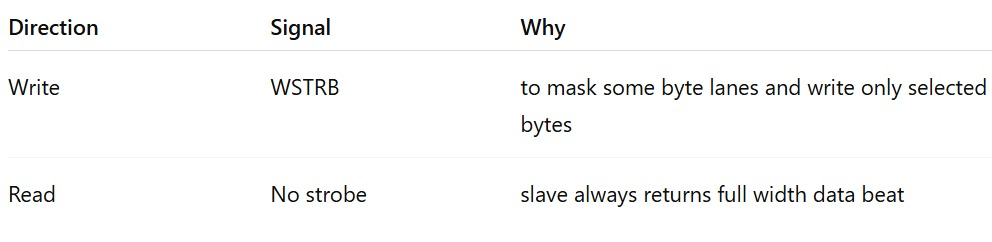 Direction Signal Why
Write WSTRB to mask some byte lanes and write only selected
bytes
Read No strobe slave always returns full width data beat